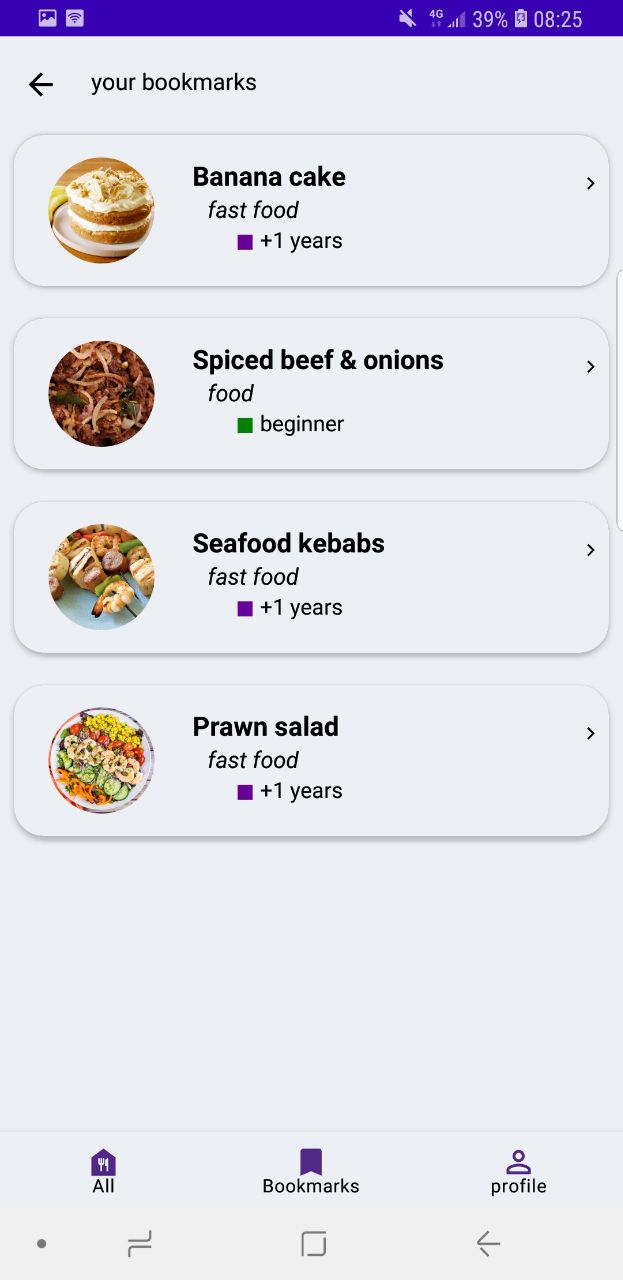 4G 39% 08:25
your bookmarks
Banana cake
fast food
+1 years
Spiced beef & onions
food
beginner
Seafood kebabs
fast food
+1 years
Prawn salad
fast food
+1 years
All Bookmarks profile